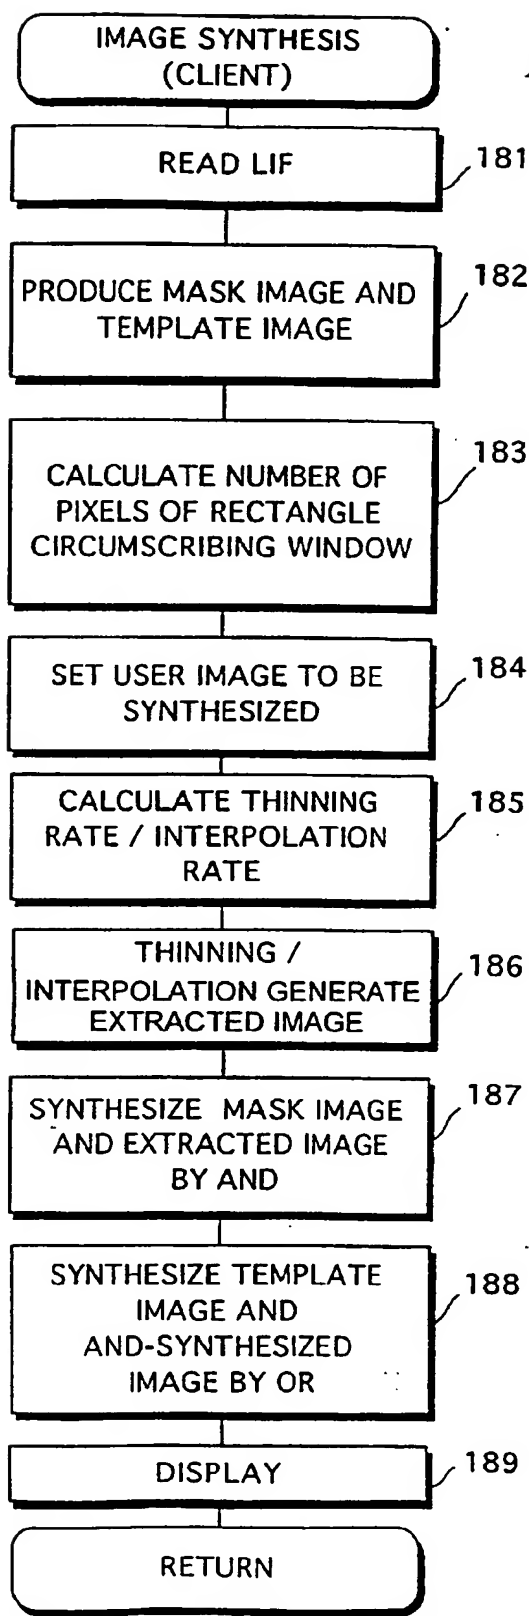 IMAGE SYNTHESIS
(CLIENT)
READ LIF
181
PRODUCE MASK IMAGE AND
TEMPLATE IMAGE
182
CALCULATE NUMBER OF
PIXELS OF RECTANGLE
CIRCUMSCRIBING WINDOW
183
SET USER IMAGE TO BE
SYNTHESIZED
184
CALCULATE THINNING
RATE / INTERPOLATION
RATE
185
THINNING /
INTERPOLATION GENERATE
EXTRACTED IMAGE
186
SYNTHESIZE MASK IMAGE
AND EXTRACTED IMAGE
BY AND
187
SYNTHESIZE TEMPLATE
IMAGE AND
AND-SYNTHESIZED
IMAGE BY OR
188
DISPLAY
189
RETURN